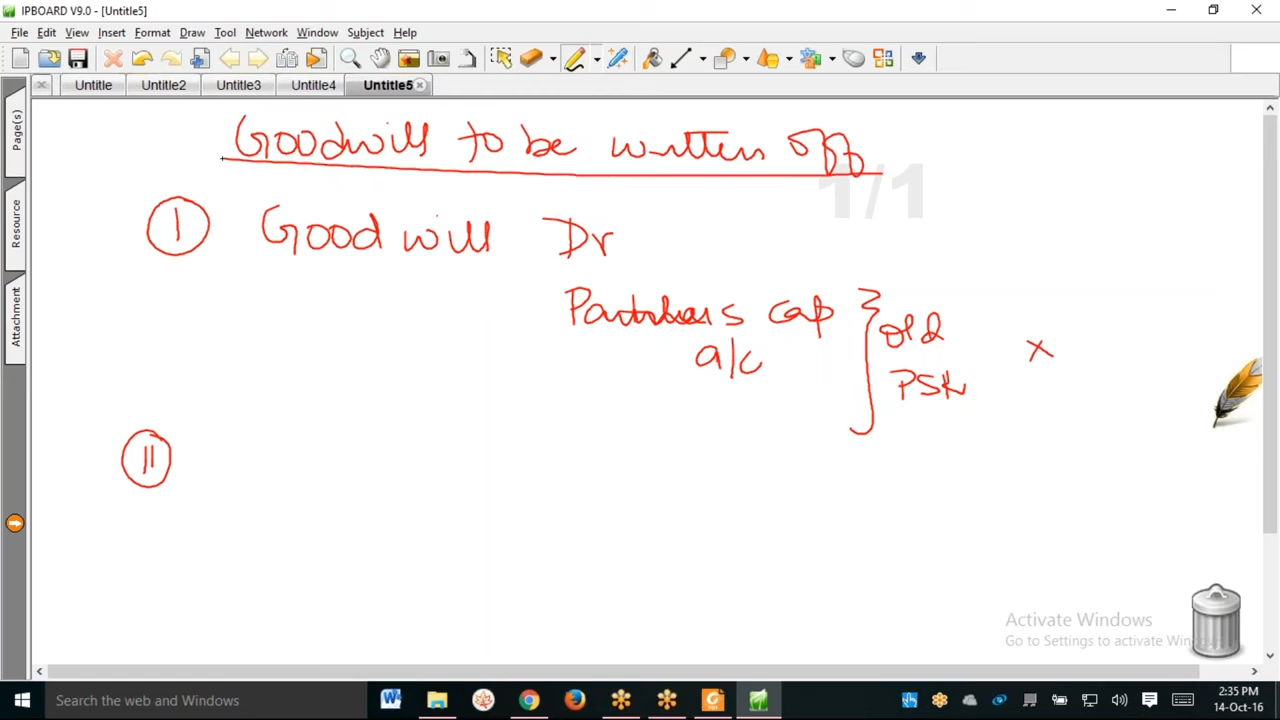 IPBOARD V9.0 - [Untitle5]
File Edit View Insert Format Draw Tool Network Window Subject Help
Untitle Untitle2 Untitle3 Untitle4 Untitle5
Page(s)
Resource
Attachment
1/1
Goodwill to be written off
I Goodwill Dr
Partners cap old ×
a/c PSR
II
Activate Windows
Go to Settings to activate Windows.
Search the web and Windows
2:35 PM
14-Oct-16